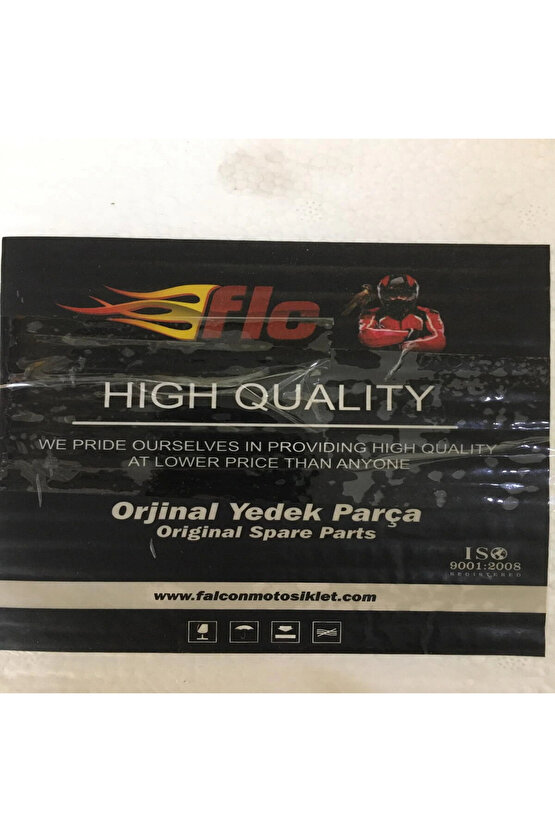 flc
HIGH QUALITY
WE PRIDE OURSELVES IN PROVIDING HIGH QUALITY
AT LOWER PRICE THAN ANYONE
Orjinal Yedek Parça
Original Spare Parts
ISO
9001:2008
REGISTERED
www.falconmotosiklet.com